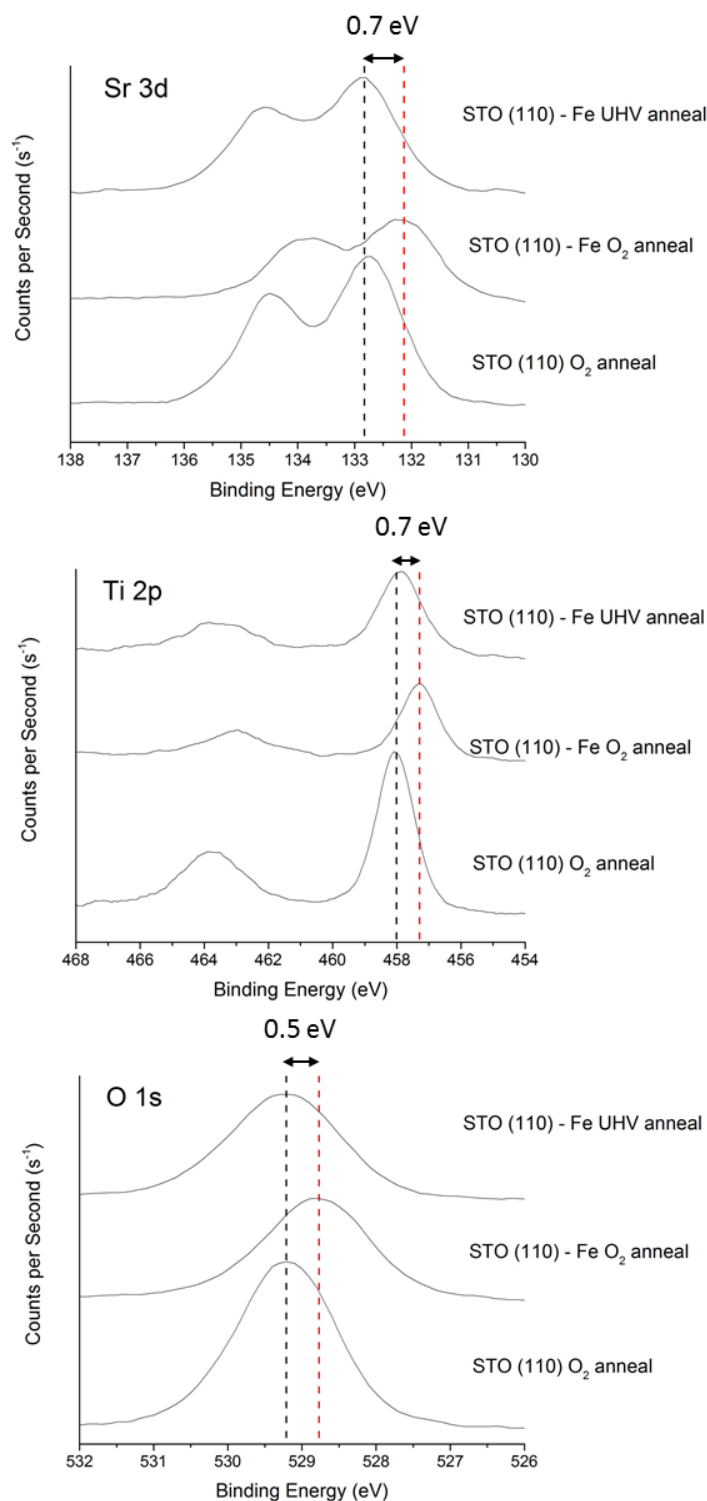 0.7 eV
Sr 3d
STO (110) - Fe UHV anneal
STO (110) - Fe O₂ anneal
STO (110) O₂ anneal
Counts per Second (s⁻¹)
138 137 136 135 134 133 132 131 130
Binding Energy (eV)
0.7 eV
Ti 2p
STO (110) - Fe UHV anneal
STO (110) - Fe O₂ anneal
STO (110) O₂ anneal
Counts per Second (s⁻¹)
468 466 464 462 460 458 456 454
Binding Energy (eV)
0.5 eV
O 1s
STO (110) - Fe UHV anneal
STO (110) - Fe O₂ anneal
STO (110) O₂ anneal
Counts per Second (s⁻¹)
532 531 530 529 528 527 526
Binding Energy (eV)